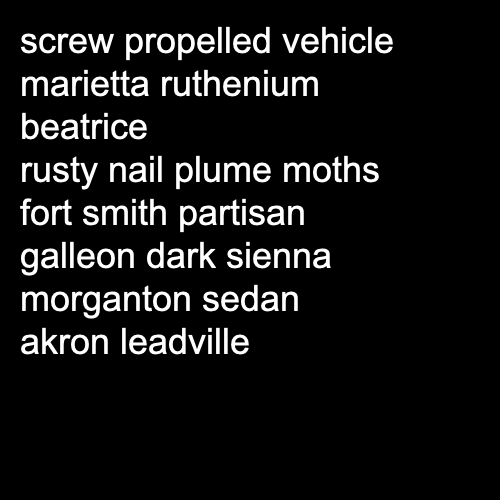 screw propelled vehicle
marietta ruthenium
beatrice
rusty nail plume moths
fort smith partisan
galleon dark sienna
morganton sedan
akron leadville